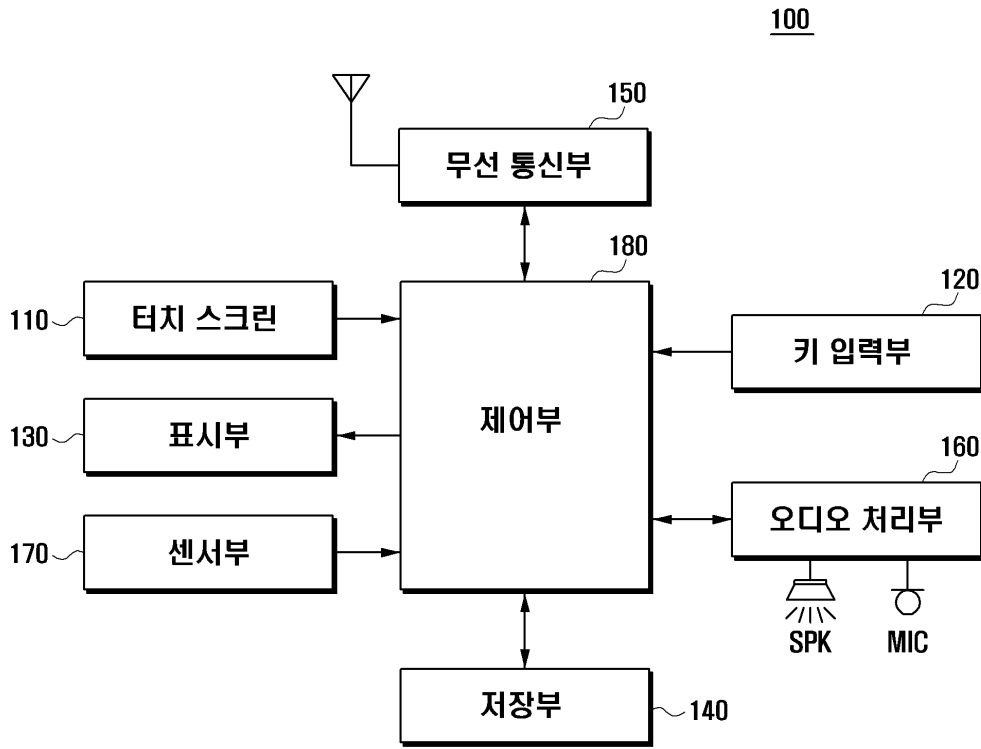 100
150
무선 통신부
180
110
터치 스크린
120
키 입력부
제어부
130
표시부
160
오디오 처리부
170
센서부
SPK
MIC
저장부
140